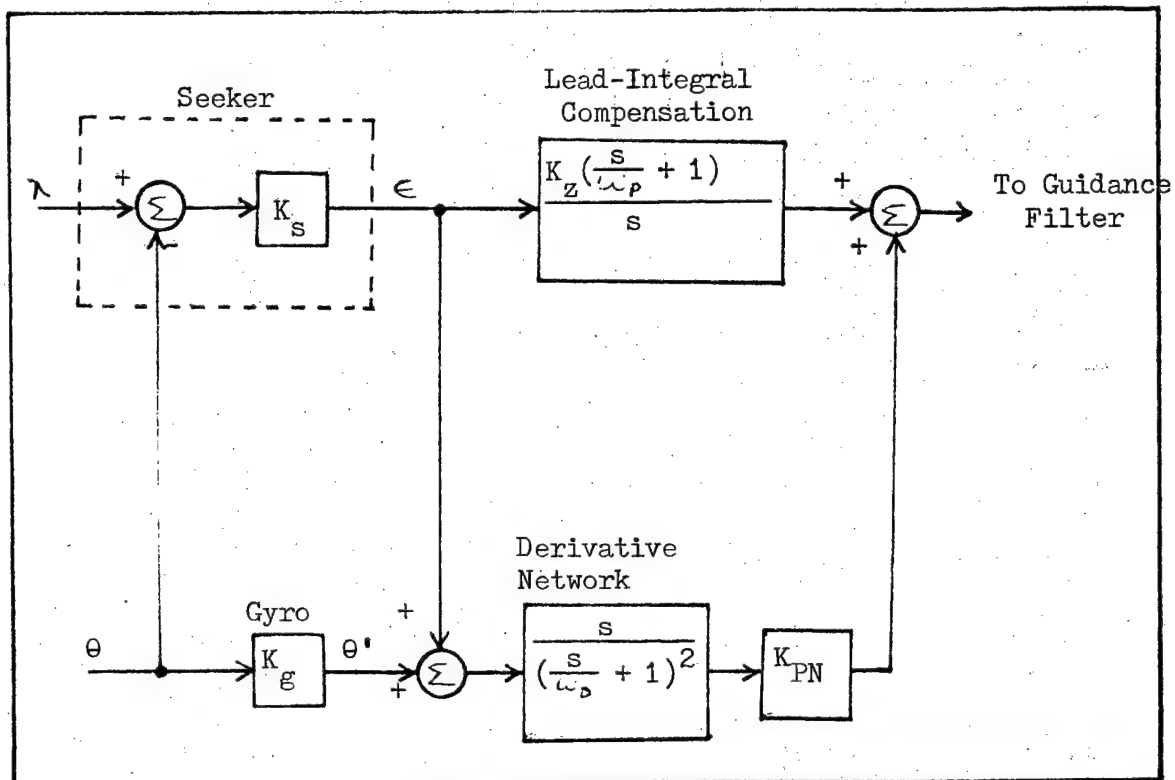 Lead-Integral
Compensation
Seeker
λ
+
Σ
-
K_s
ϵ
K_z(s/ω_p + 1)
s
+
Σ
+
To Guidance
Filter
Derivative
Network
Gyro
θ
K_g
θ'
+
+
Σ
s
(s/ω_D + 1)^2
K_PN